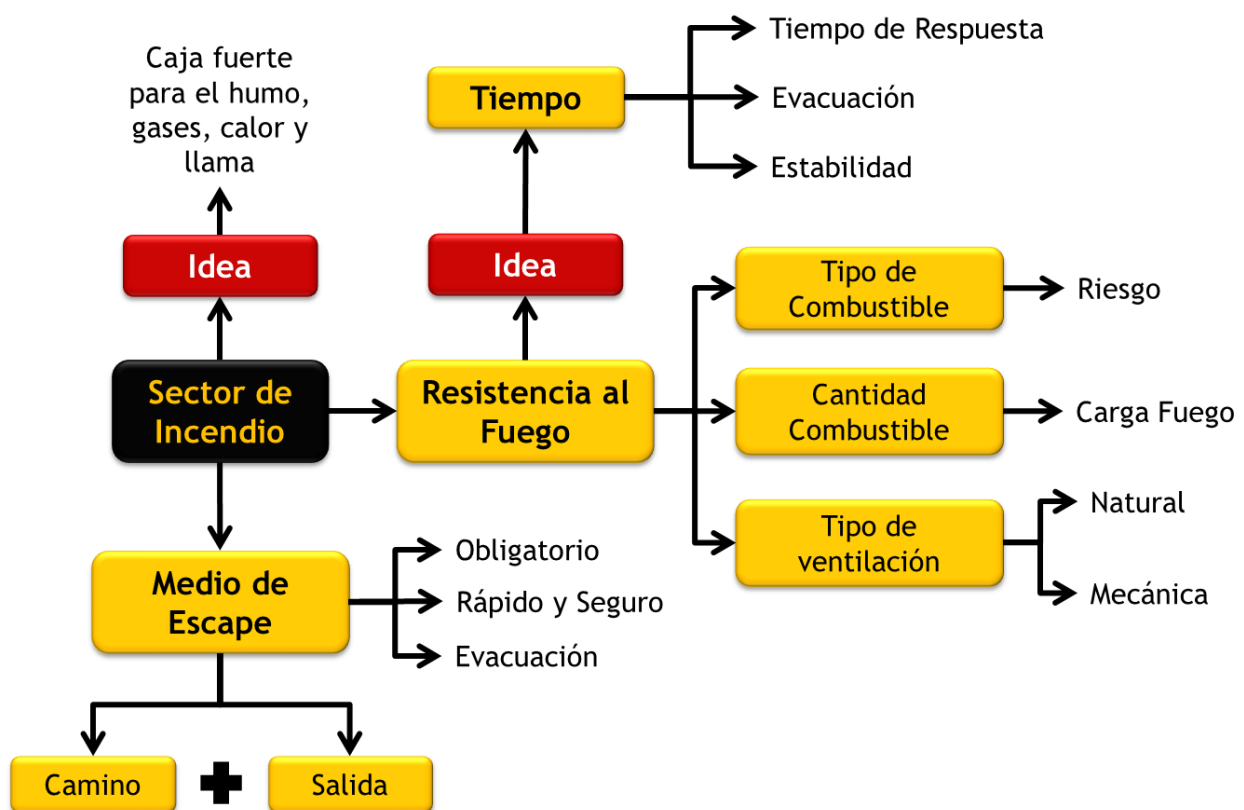 Caja fuerte
para el humo,
gases, calor y
llama
Tiempo
Tiempo de Respuesta
Evacuación
Estabilidad
Idea
Idea
Sector de
Incendio
Resistencia al
Fuego
Tipo de
Combustible
Riesgo
Cantidad
Combustible
Carga Fuego
Tipo de
ventilación
Natural
Mecánica
Medio de
Escape
Obligatorio
Rápido y Seguro
Evacuación
Camino
Salida